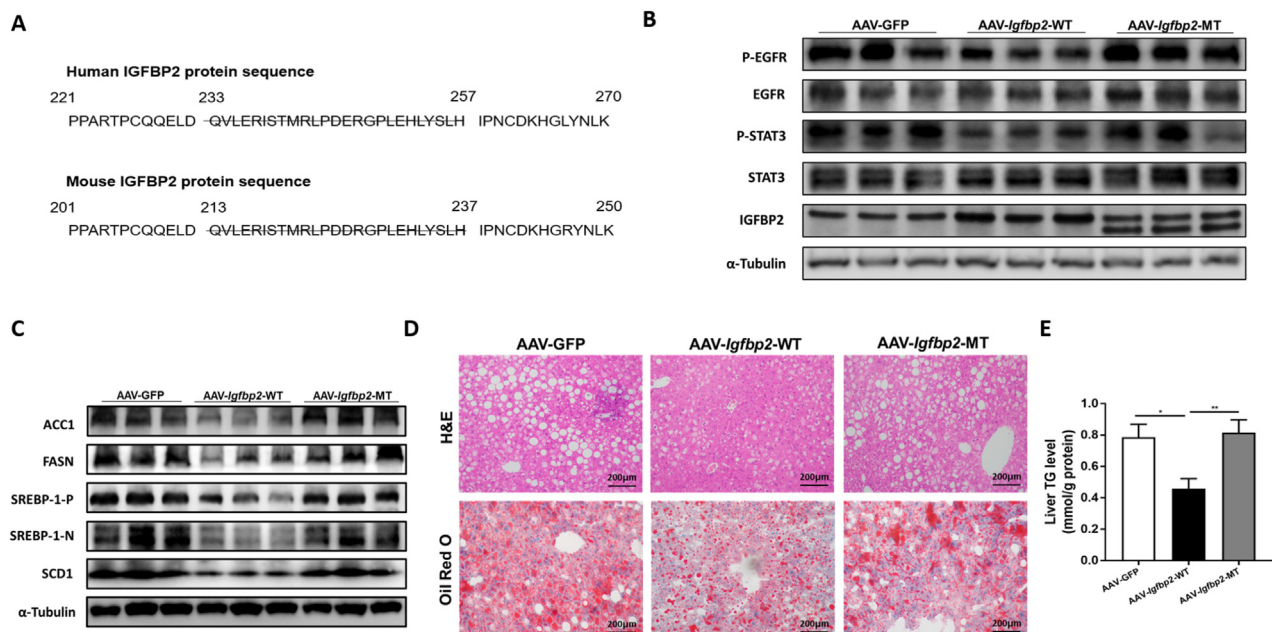 A
Human IGFBP2 protein sequence
221 233 257 270
PPARTPCQQELD QVLERISTMRLPDERGPLEHLYSLH IPNCDKHGLYNLK
Mouse IGFBP2 protein sequence
201 213 237 250
PPARTPCQQELD QVLERISTMRLPDDRGPLEHLYSLH IPNCDKHGRYNLK
B
AAV-GFP AAV-Igfbp2-WT AAV-Igfbp2-MT
P-EGFR
EGFR
P-STAT3
STAT3
IGFBP2
α-Tubulin
C
AAV-GFP AAV-Igfbp2-WT AAV-Igfbp2-MT
ACC1
FASN
SREBP-1-P
SREBP-1-N
SCD1
α-Tubulin
D
AAV-GFP AAV-Igfbp2-WT AAV-Igfbp2-MT
H&E
200μm 200μm 200μm
Oil Red O
200μm 200μm 200μm
E
Liver TG level
(mmol/g protein)
1.0
0.8
0.6
0.4
0.2
0.0
* **
AAV-GFP
AAV-Igfbp2-WT
AAV-Igfbp2-MT